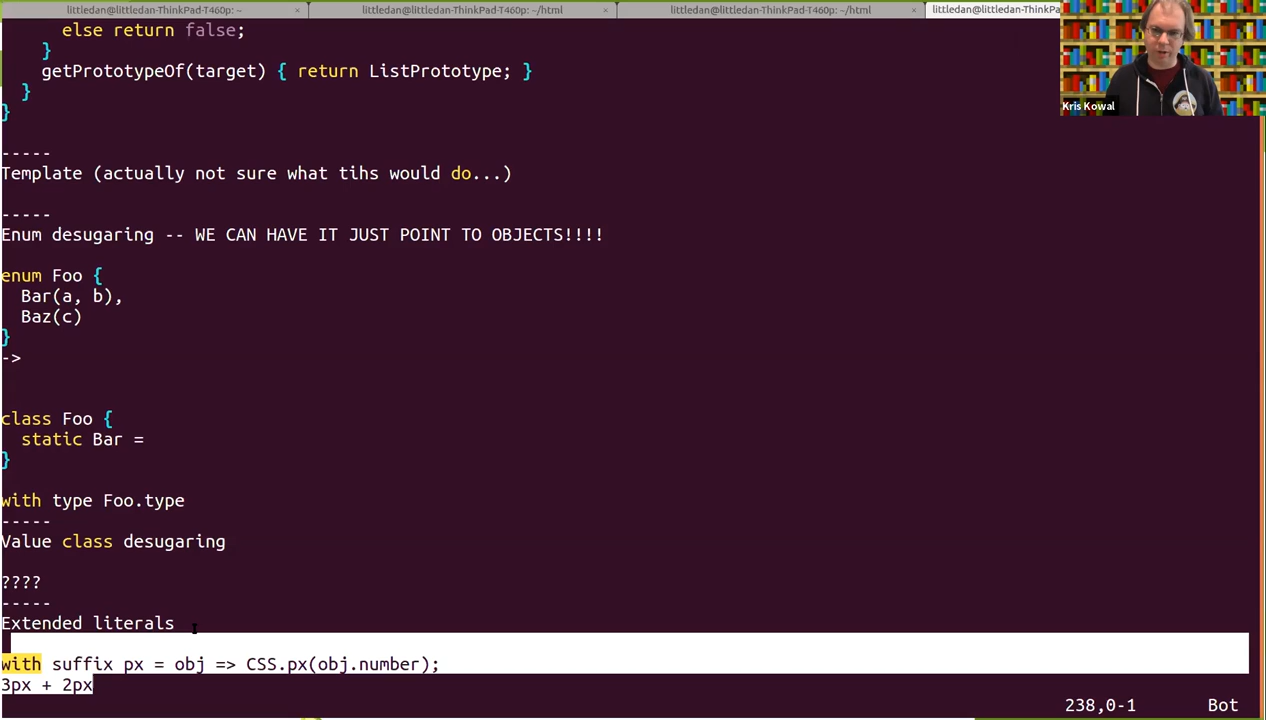 littledan@littledan-ThinkPad-T460p: ~
littledan@littledan-ThinkPad-T460p: ~/html
littledan@littledan-ThinkPad-T460p: ~/html
littledan@littledan-ThinkPa
else return false;
}
getPrototypeOf(target) { return ListPrototype; }
}
}
Kris Kowal
-----
Template (actually not sure what tihs would do...)
-----
Enum desugaring -- WE CAN HAVE IT JUST POINT TO OBJECTS!!!!
enum Foo {
Bar(a, b),
Baz(c)
}
->
class Foo {
static Bar =
}
with type Foo.type
-----
Value class desugaring
????
-----
Extended literals
with suffix px = obj => CSS.px(obj.number);
3px + 2px
238,0-1
Bot